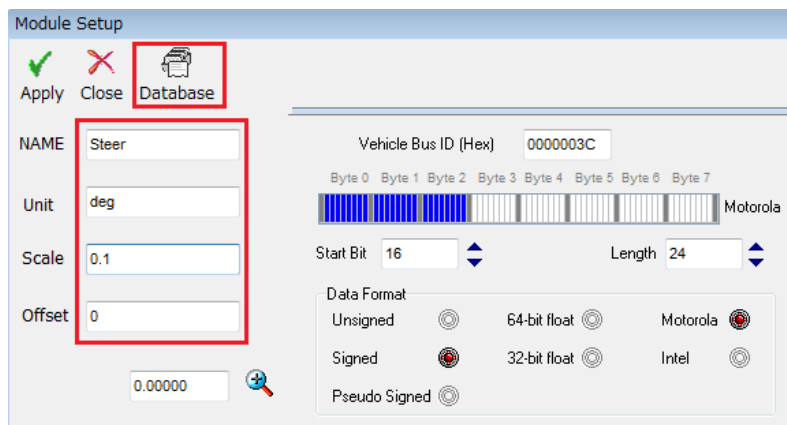 Module Setup
Apply Close Database
NAME Steer
Unit deg
Scale 0.1
Offset 0
0.00000
Vehicle Bus ID (Hex) 0000003C
Byte 0 Byte 1 Byte 2 Byte 3 Byte 4 Byte 5 Byte 6 Byte 7
Motorola
Start Bit 16 Length 24
Data Format
Unsigned 64-bit float Motorola
Signed 32-bit float Intel
Pseudo Signed